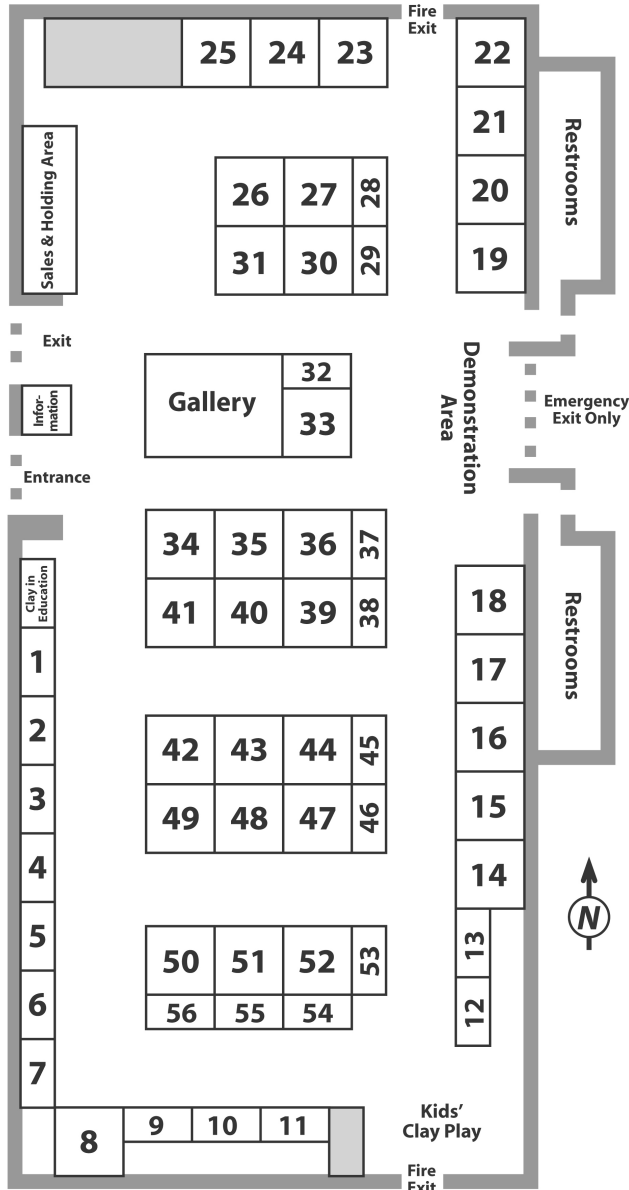 Fire
Exit
25 24 23
22
21
20
19
Restrooms
Sales & Holding Area
26 27 28
31 30 29
Exit
Infor-
mation
Entrance
Gallery
32
33
Demonstration
Area
Emergency
Exit Only
34 35 36 37
41 40 39 38
Clay in
Education
1
2
3
4
5
6
7
18
17
16
15
14
13
12
Restrooms
42 43 44 45
49 48 47 46
N
50 51 52 53
56 55 54
8 9 10 11
Kids'
Clay Play
Fire
Exit